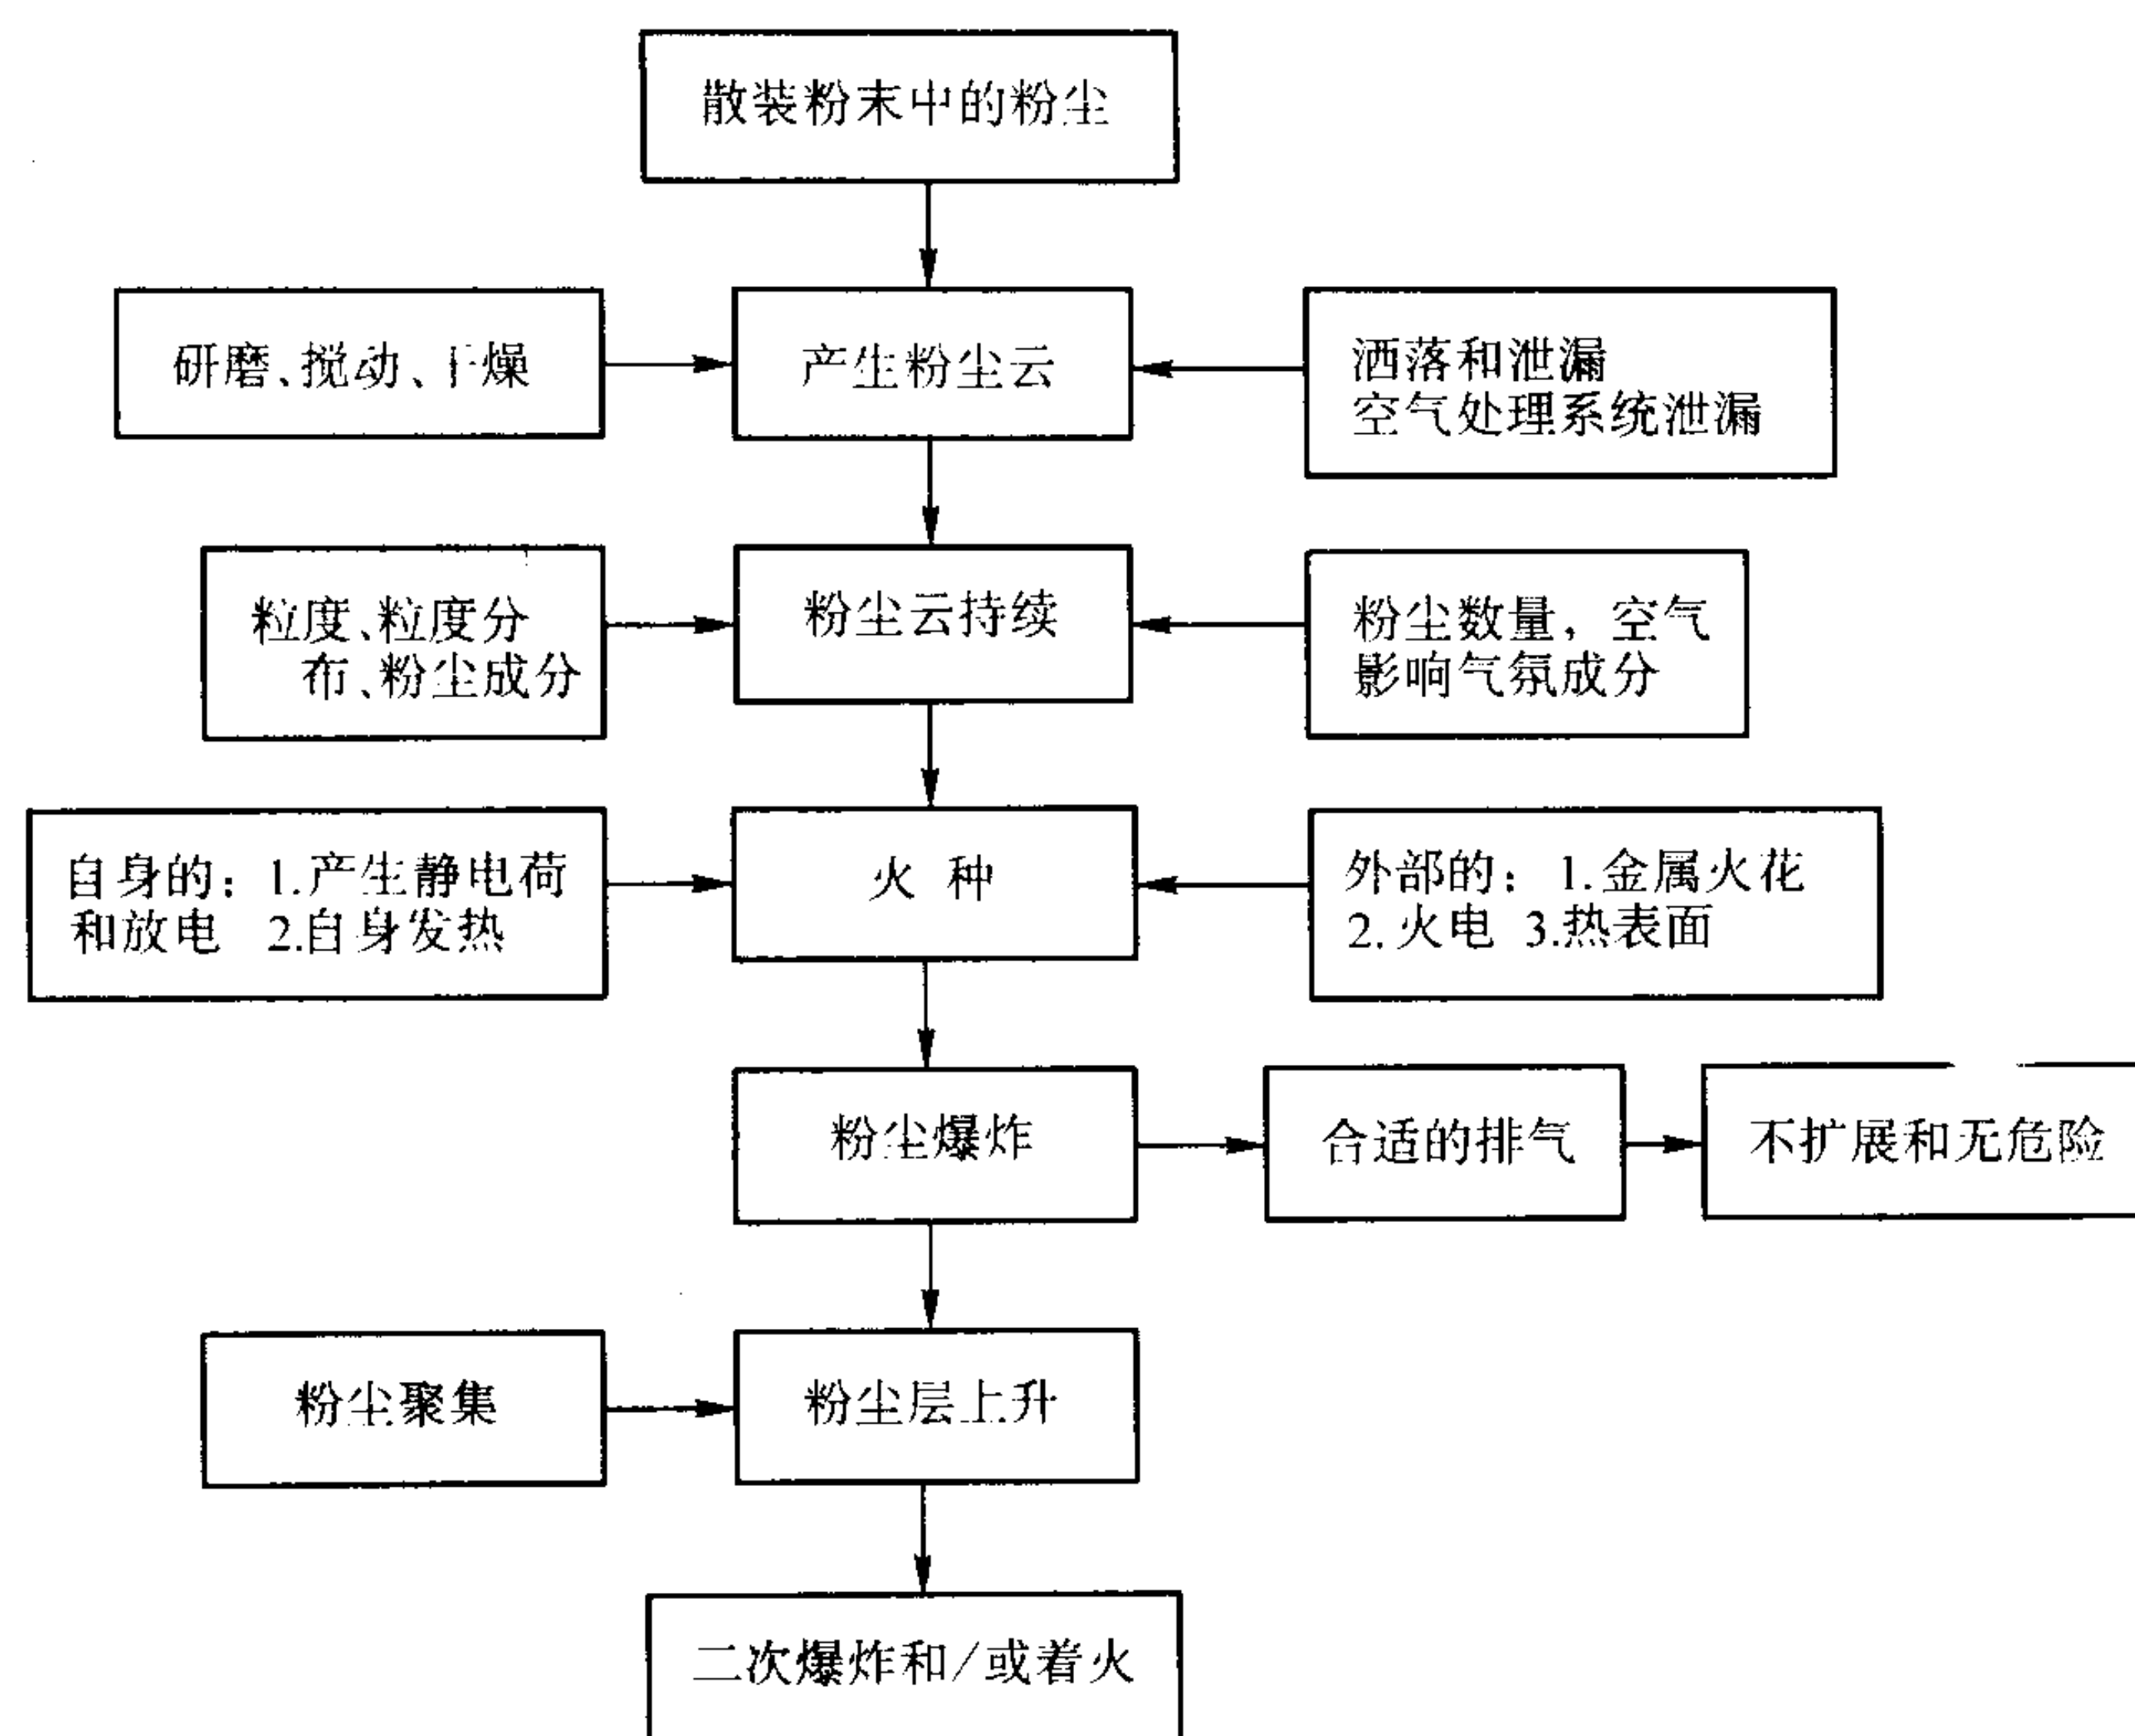 散装粉末中的粉尘
研磨、搅动、干燥
产生粉尘云
洒落和泄漏
空气处理系统泄漏
粒度、粒度分
布、粉尘成分
粉尘云持续
粉尘数量，空气
影响气氛成分
自身的：1.产生静电荷
和放电 2.自身发热
火 种
外部的：1.金属火花
2.火电 3.热表面
粉尘爆炸
合适的排气
不扩展和无危险
粉尘聚集
粉尘层上升
二次爆炸和/或着火